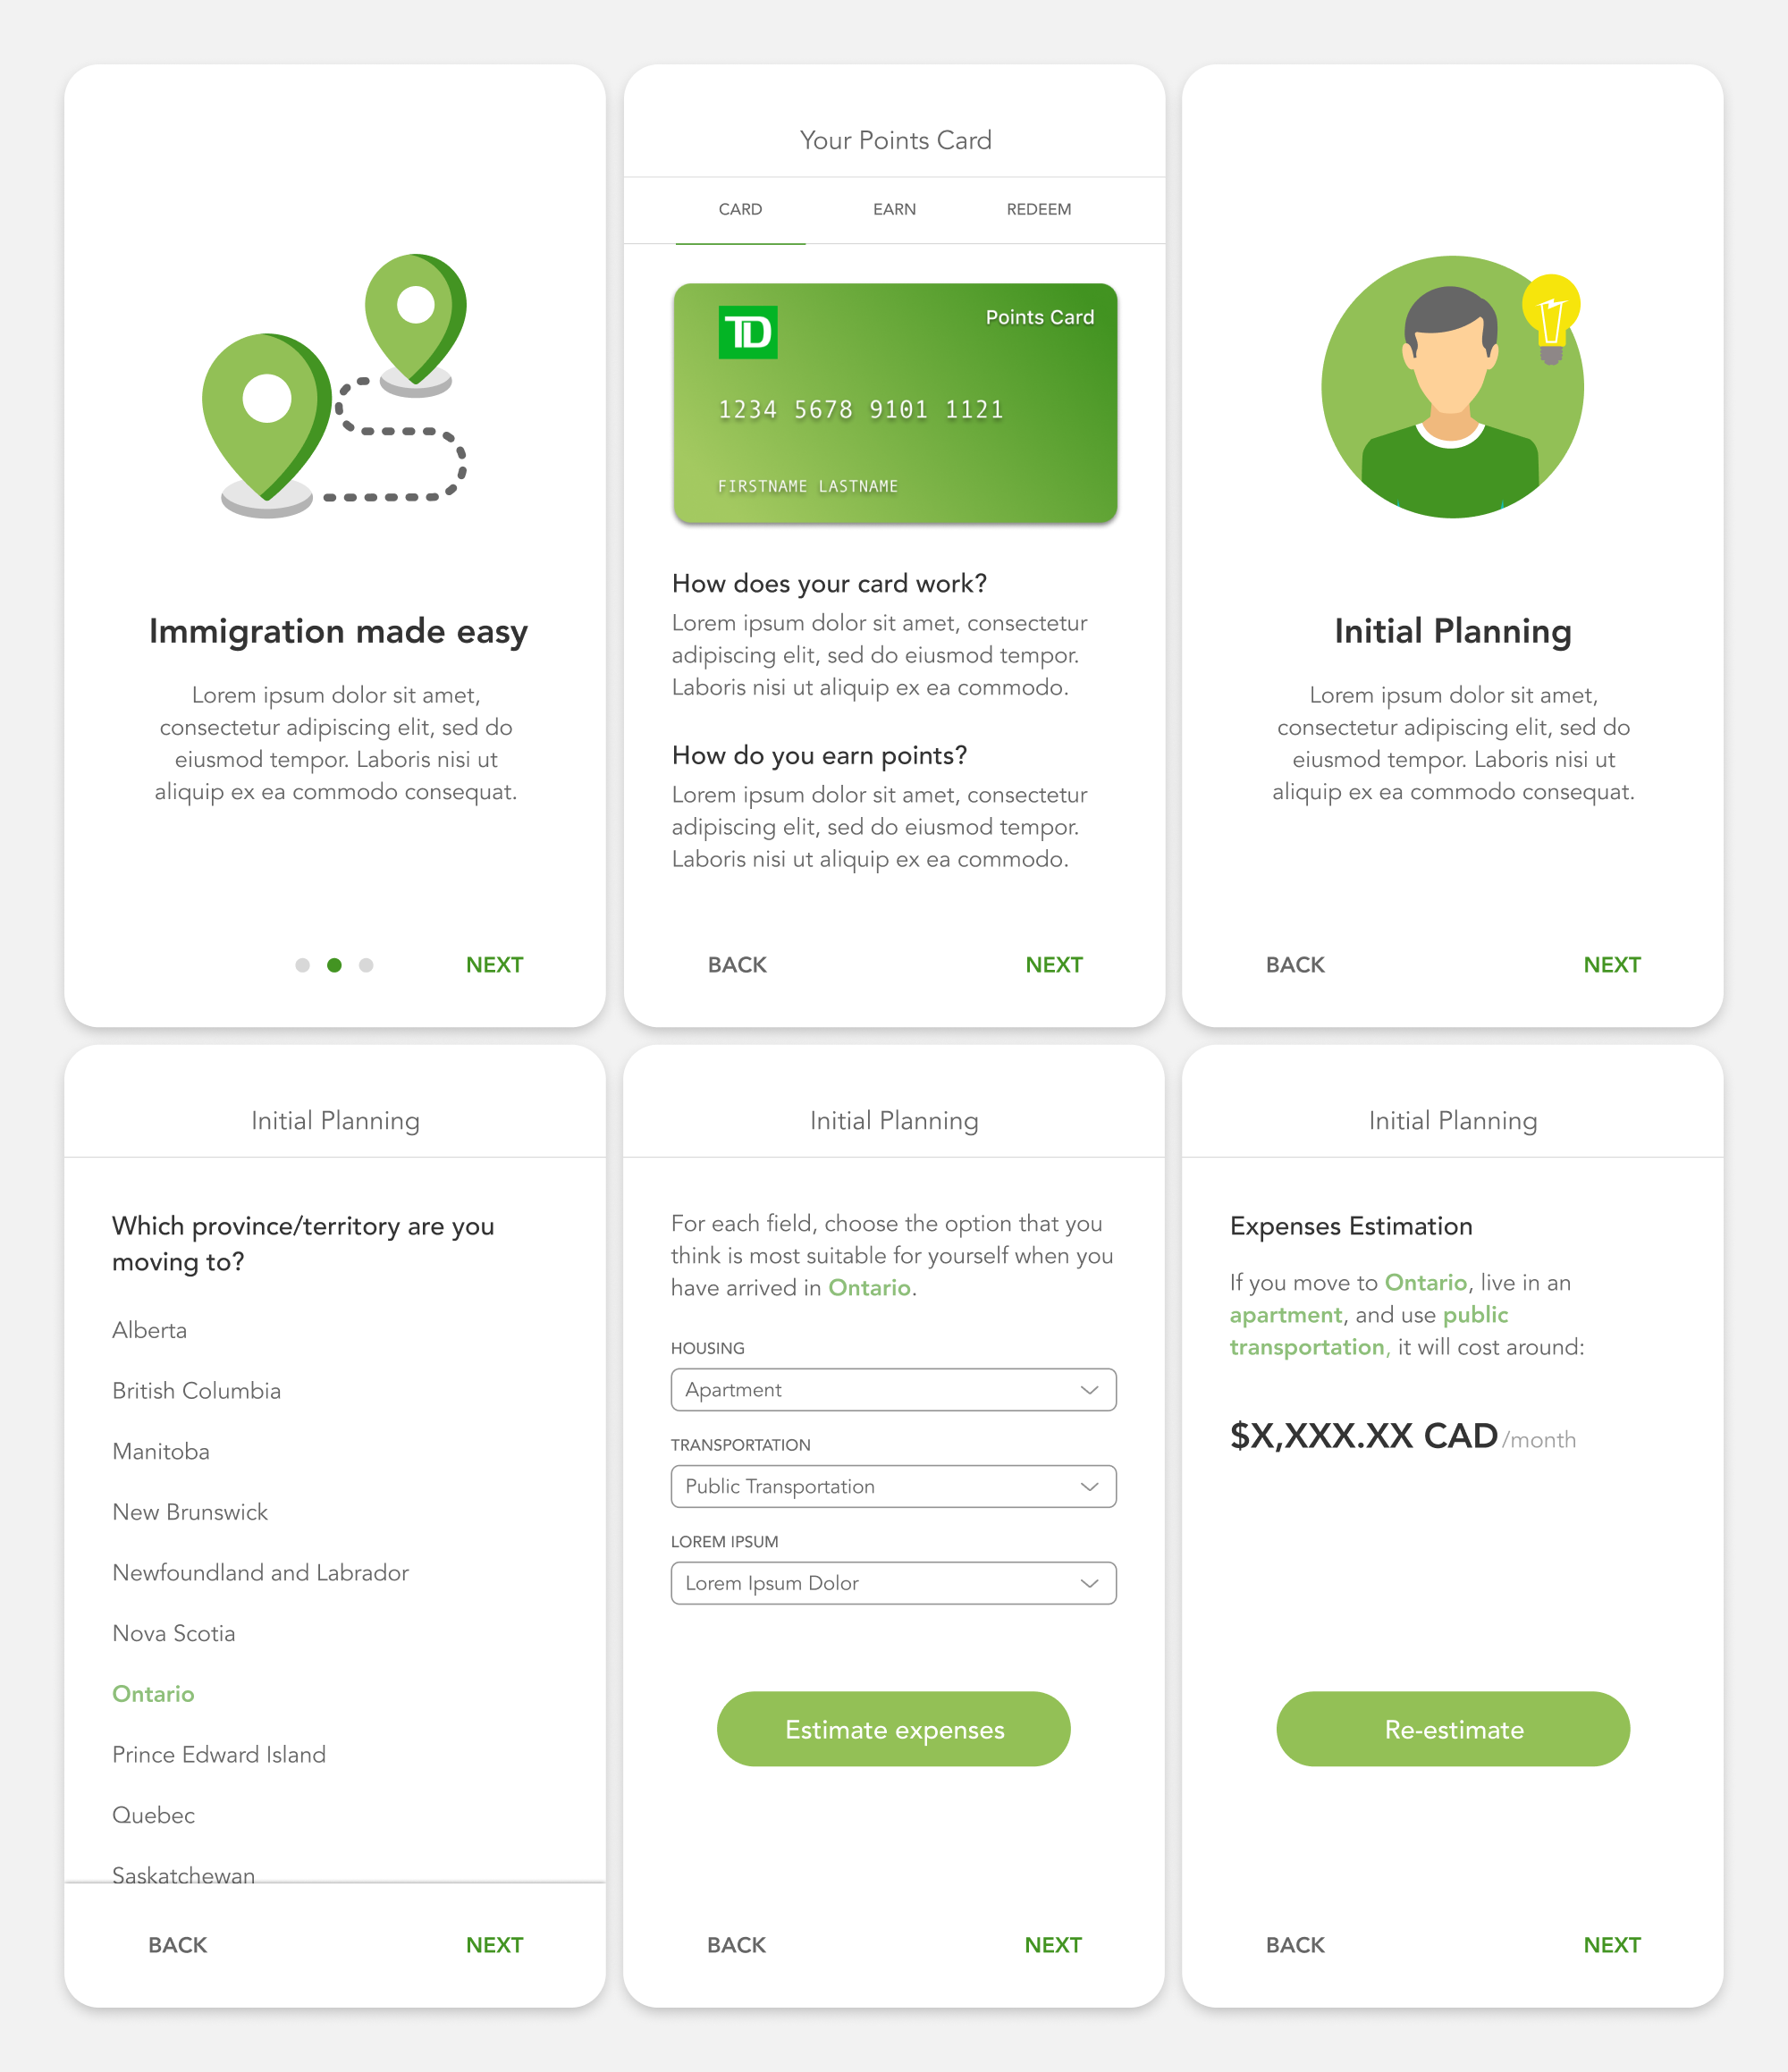 Immigration made easy
Lorem ipsum dolor sit amet,
consectetur adipiscing elit, sed do
eiusmod tempor. Laboris nisi ut
aliquip ex ea commodo consequat.
NEXT
Your Points Card
CARD EARN REDEEM
TD
Points Card
1234 5678 9101 1121
FIRSTNAME LASTNAME
How does your card work?
Lorem ipsum dolor sit amet, consectetur
adipiscing elit, sed do eiusmod tempor.
Laboris nisi ut aliquip ex ea commodo.
How do you earn points?
Lorem ipsum dolor sit amet, consectetur
adipiscing elit, sed do eiusmod tempor.
Laboris nisi ut aliquip ex ea commodo.
BACK NEXT
Initial Planning
Lorem ipsum dolor sit amet,
consectetur adipiscing elit, sed do
eiusmod tempor. Laboris nisi ut
aliquip ex ea commodo consequat.
BACK NEXT
Initial Planning
Which province/territory are you
moving to?
Alberta
British Columbia
Manitoba
New Brunswick
Newfoundland and Labrador
Nova Scotia
Ontario
Prince Edward Island
Quebec
Saskatchewan
BACK NEXT
Initial Planning
For each field, choose the option that you
think is most suitable for yourself when you
have arrived in Ontario.
HOUSING
Apartment
TRANSPORTATION
Public Transportation
LOREM IPSUM
Lorem Ipsum Dolor
Estimate expenses
BACK NEXT
Initial Planning
Expenses Estimation
If you move to Ontario, live in an
apartment, and use public
transportation, it will cost around:
$X,XXX.XX CAD /month
Re-estimate
BACK NEXT